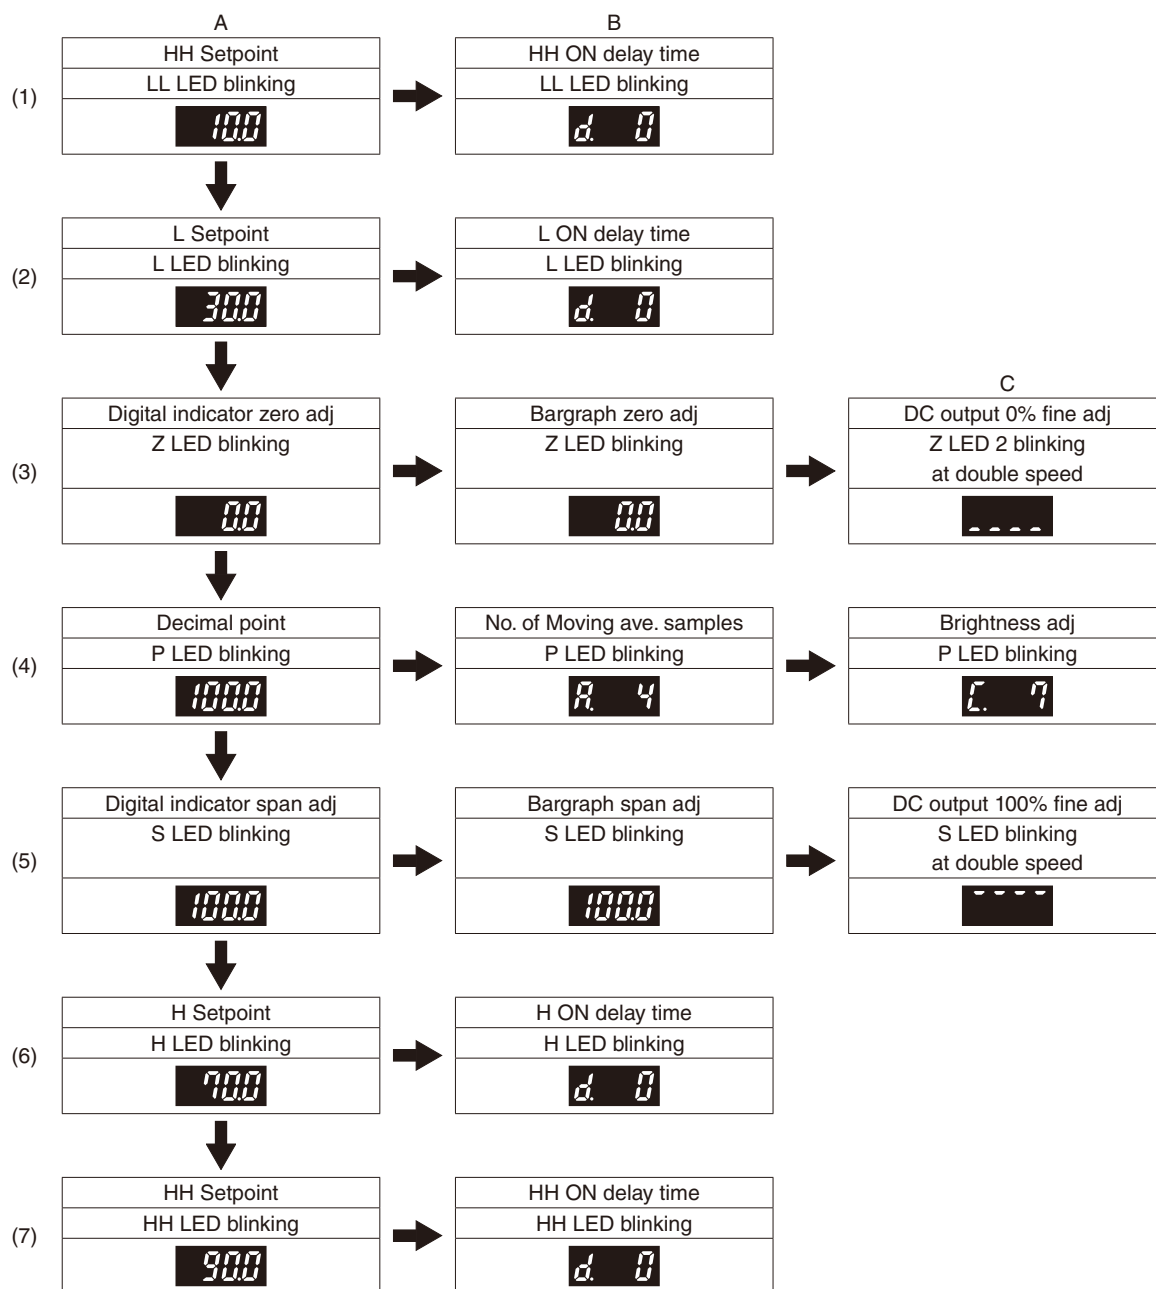 A
B
HH Setpoint
HH ON delay time
LL LED blinking
LL LED blinking
(1)
10.0
d. 0
L Setpoint
L ON delay time
L LED blinking
L LED blinking
(2)
30.0
d. 0
C
Digital indicator zero adj
Bargraph zero adj
DC output 0% fine adj
Z LED blinking
Z LED blinking
Z LED 2 blinking
at double speed
(3)
0.0
0.0
Decimal point
No. of Moving ave. samples
Brightness adj
P LED blinking
P LED blinking
P LED blinking
(4)
100.0
A. 4
C. 7
Digital indicator span adj
Bargraph span adj
DC output 100% fine adj
S LED blinking
S LED blinking
S LED blinking
at double speed
(5)
100.0
100.0
H Setpoint
H ON delay time
H LED blinking
H LED blinking
(6)
70.0
d. 0
HH Setpoint
HH ON delay time
HH LED blinking
HH LED blinking
(7)
90.0
d. 0